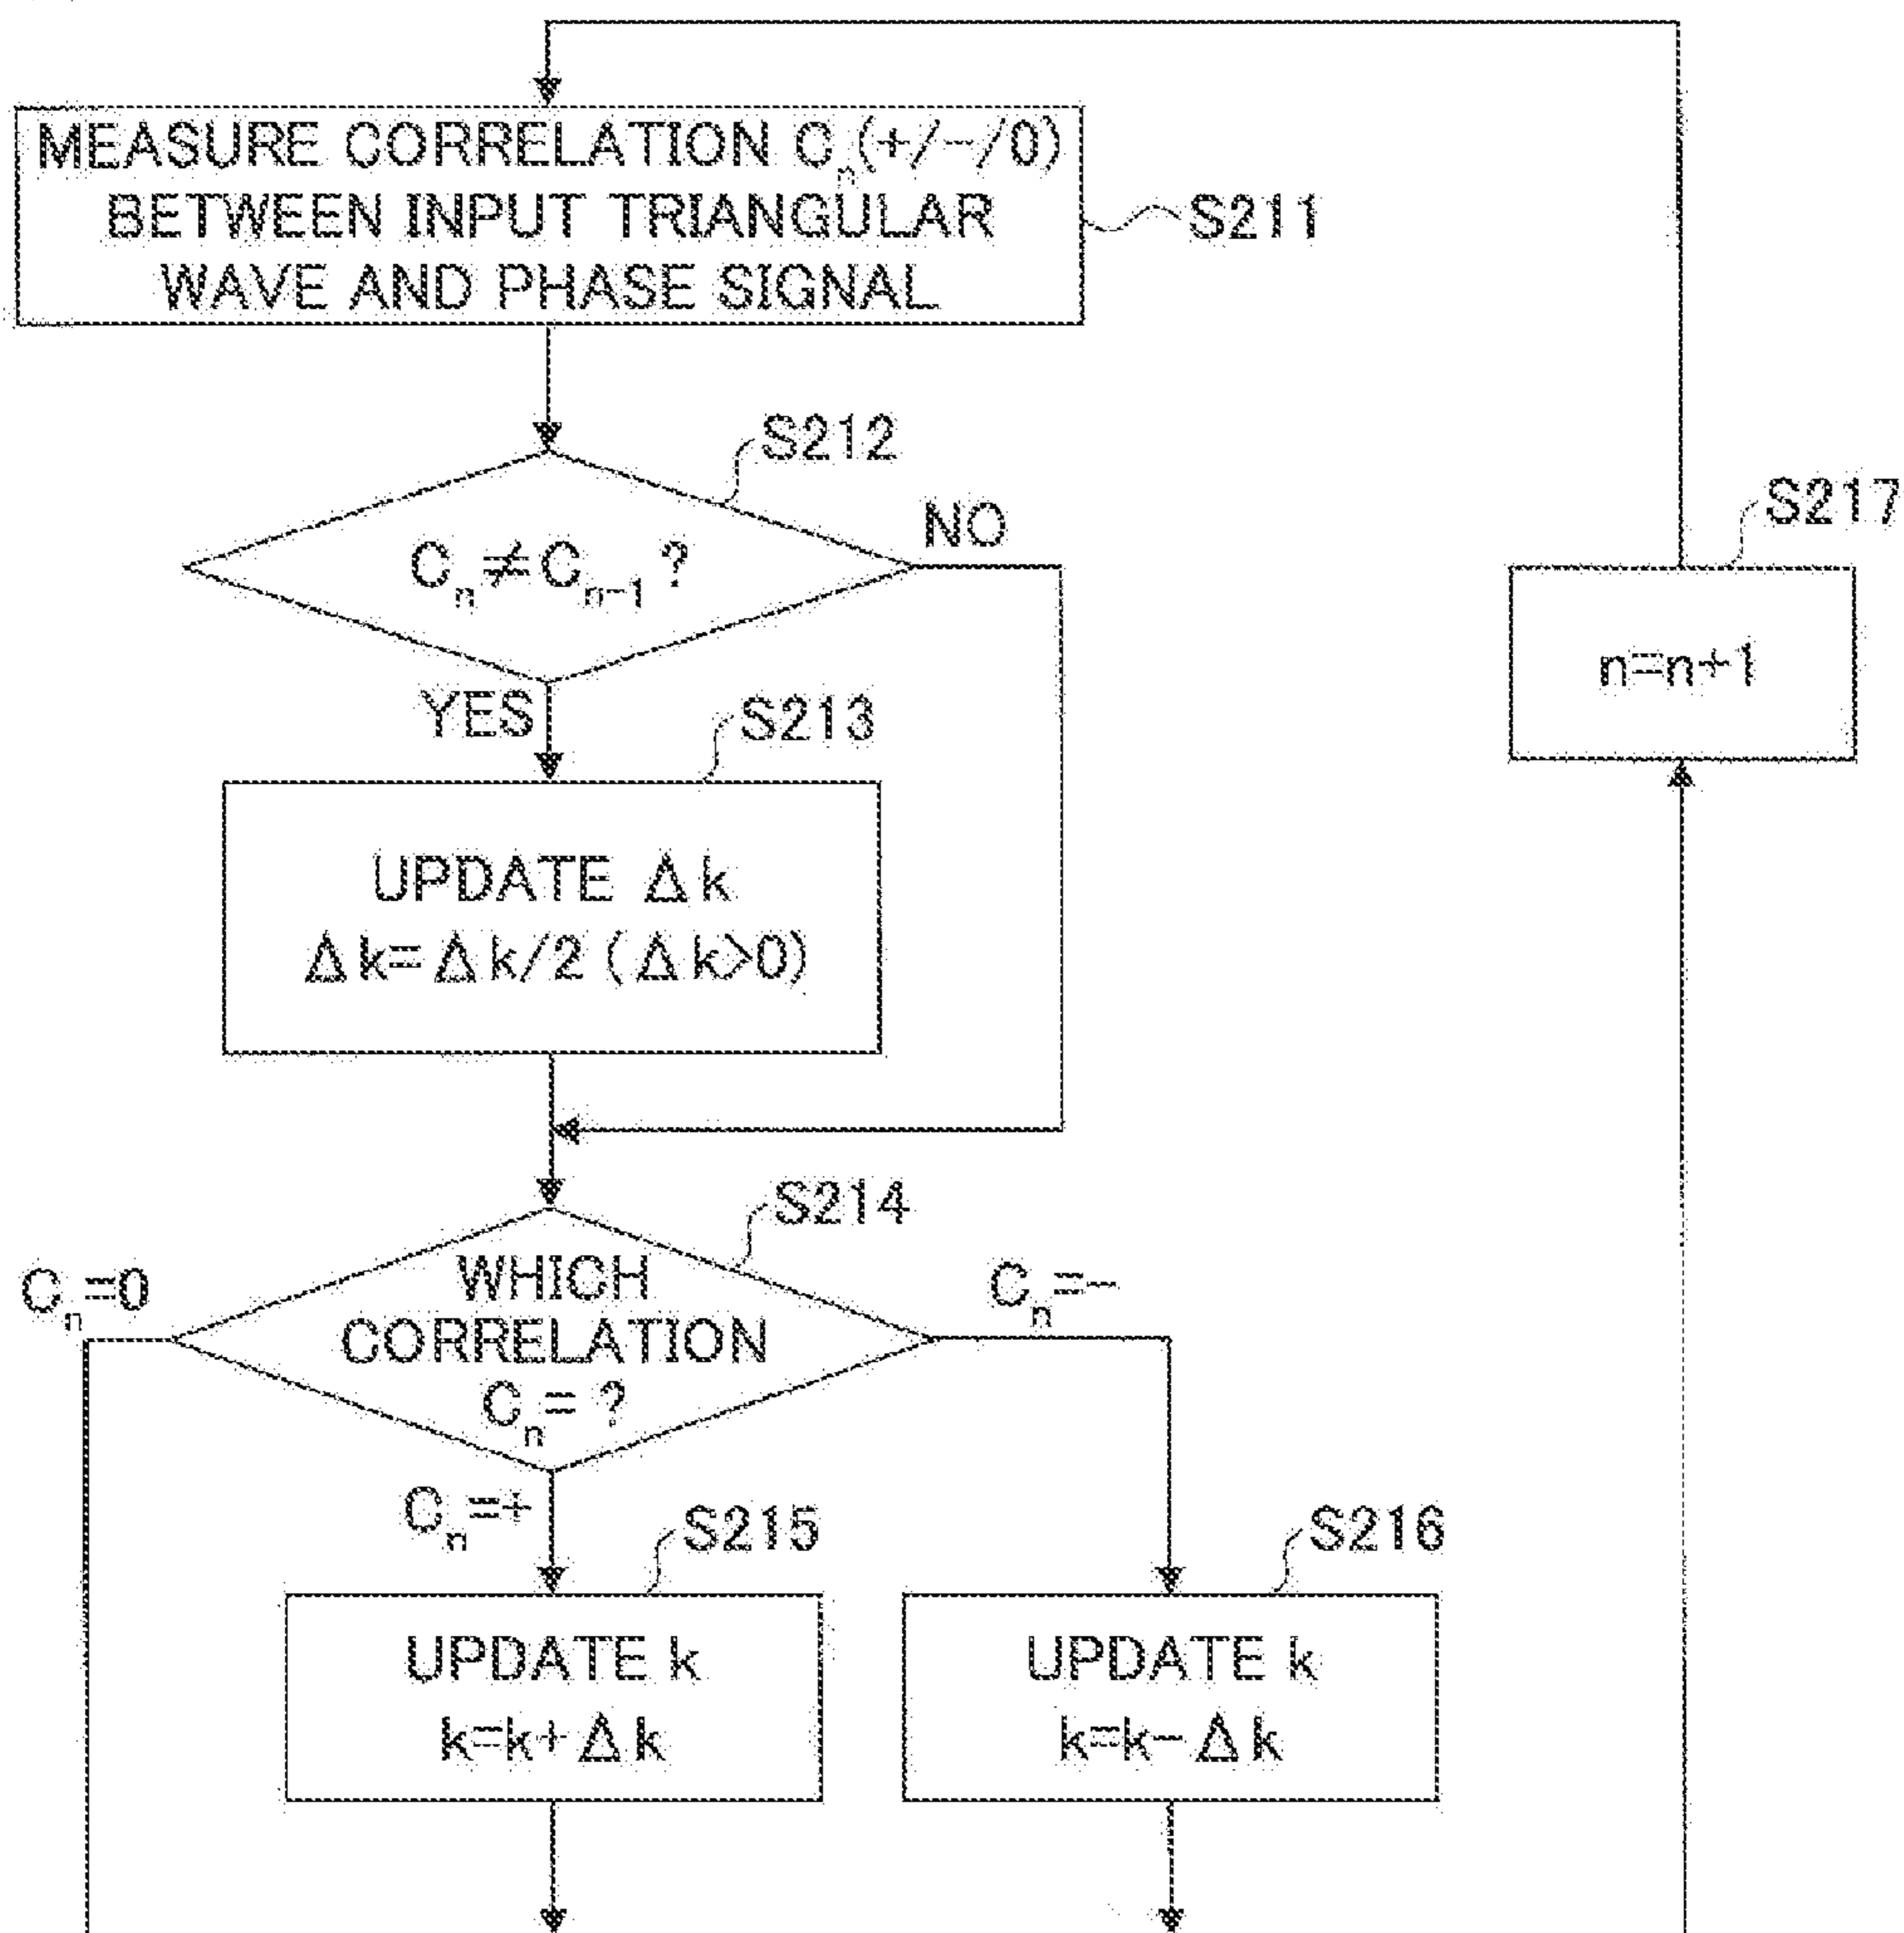 MEASURE CORRELATION Cₙ(+/−/0)
BETWEEN INPUT TRIANGULAR
WAVE AND PHASE SIGNAL
S211
S212
Cₙ≠Cₙ₋₁ ?
NO
YES
S213
UPDATE Δk
Δk=Δk/2 (Δk>0)
S217
n=n+1
S214
WHICH
CORRELATION
Cₙ= ?
Cₙ=0
Cₙ=−
Cₙ=+
S215
UPDATE k
k=k+Δk
S216
UPDATE k
k=k−Δk